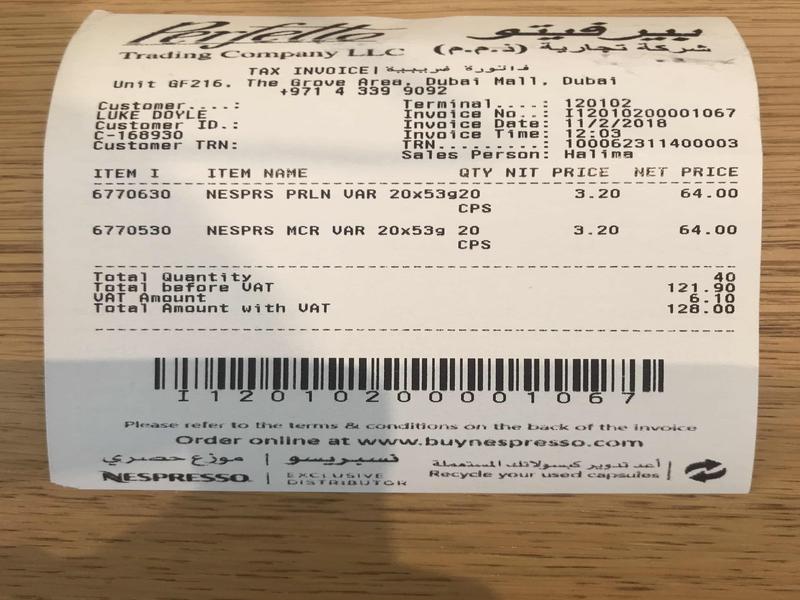 Perfetto بيرفيتو
Trading Company LLC شركة تجارية (ذ.م.م)
TAX INVOICE| فاتورة ضريبية
Unit GF216, The Grove Area, Dubai Mall, Dubai
+971 4 339 9092
Customer....:
LUKE DOYLE
Customer ID.:
C-168930
Customer TRN:
Terminal....: 120102
Invoice No..: I120102000001067
Invoice Date: 11/2/2018
Invoice Time: 12:03
TRN.........: 100062311400003
Sales Person: Halima
ITEM I ITEM NAME QTY NIT PRICE NET PRICE
6770630 NESPRS PRLN VAR 20x53g20 3.20 64.00
CPS
6770530 NESPRS MCR VAR 20x53g 20 3.20 64.00
CPS
Total Quantity 40
Total before VAT 121.90
VAT Amount 6.10
Total Amount with VAT 128.00
I120102000001067
Please refer to the terms & conditions on the back of the invoice
Order online at www.buynespresso.com
موزع حصري | نسبريسو
NESPRESSO | EXCLUSIVE DISTRIBUTOR
أعد تدوير كبسولاتك المستعملة
Recycle your used capsules